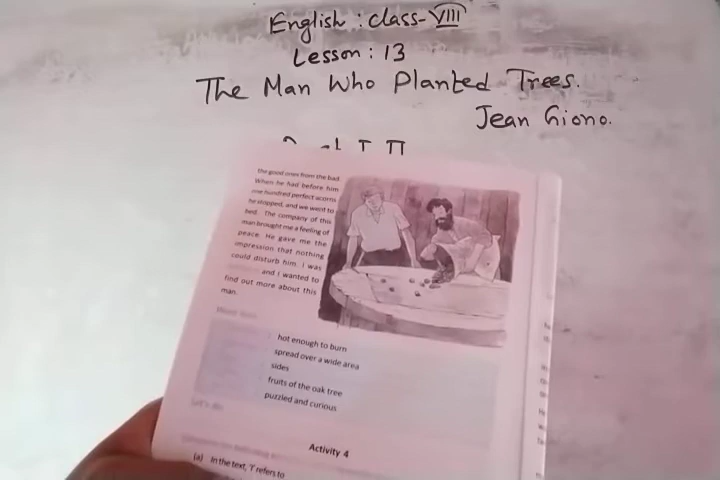 English : class-VIII
Lesson : 13
The Man Who Planted Trees.
Jean Giono.
the good ones from the bad
When he had before him
one hundred perfect acorns
he stopped, and we went to
bed. The company of this
man brought me a feeling of
peace. He gave me the
impression that nothing
could disturb him. I was
and I wanted to
find out more about this
man.
hot enough to burn
spread over a wide area
sides
fruits of the oak tree
puzzled and curious
Let's do
Activity 4
(a) In the text, 'I' refers to